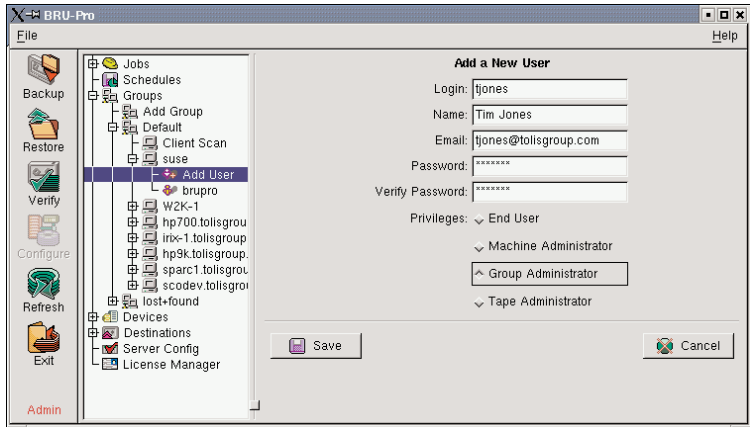 BRU-Pro
File
Help
Backup
Restore
Verify
Configure
Refresh
Exit
Admin
Jobs
Schedules
Groups
Add Group
Default
Client Scan
suse
Add User
brupro
W2K-1
hp700.tolisgrou
irix-1.tolisgroup
hp9k.tolisgroup.
sparc1.tolisgrou
scodev.tolisgrou
lost+found
Devices
Destinations
Server Config
License Manager
Add a New User
Login: tjones
Name: Tim Jones
Email: tjones@tolisgroup.com
Password: *******
Verify Password: *******
Privileges: End User
Machine Administrator
Group Administrator
Tape Administrator
Save
Cancel